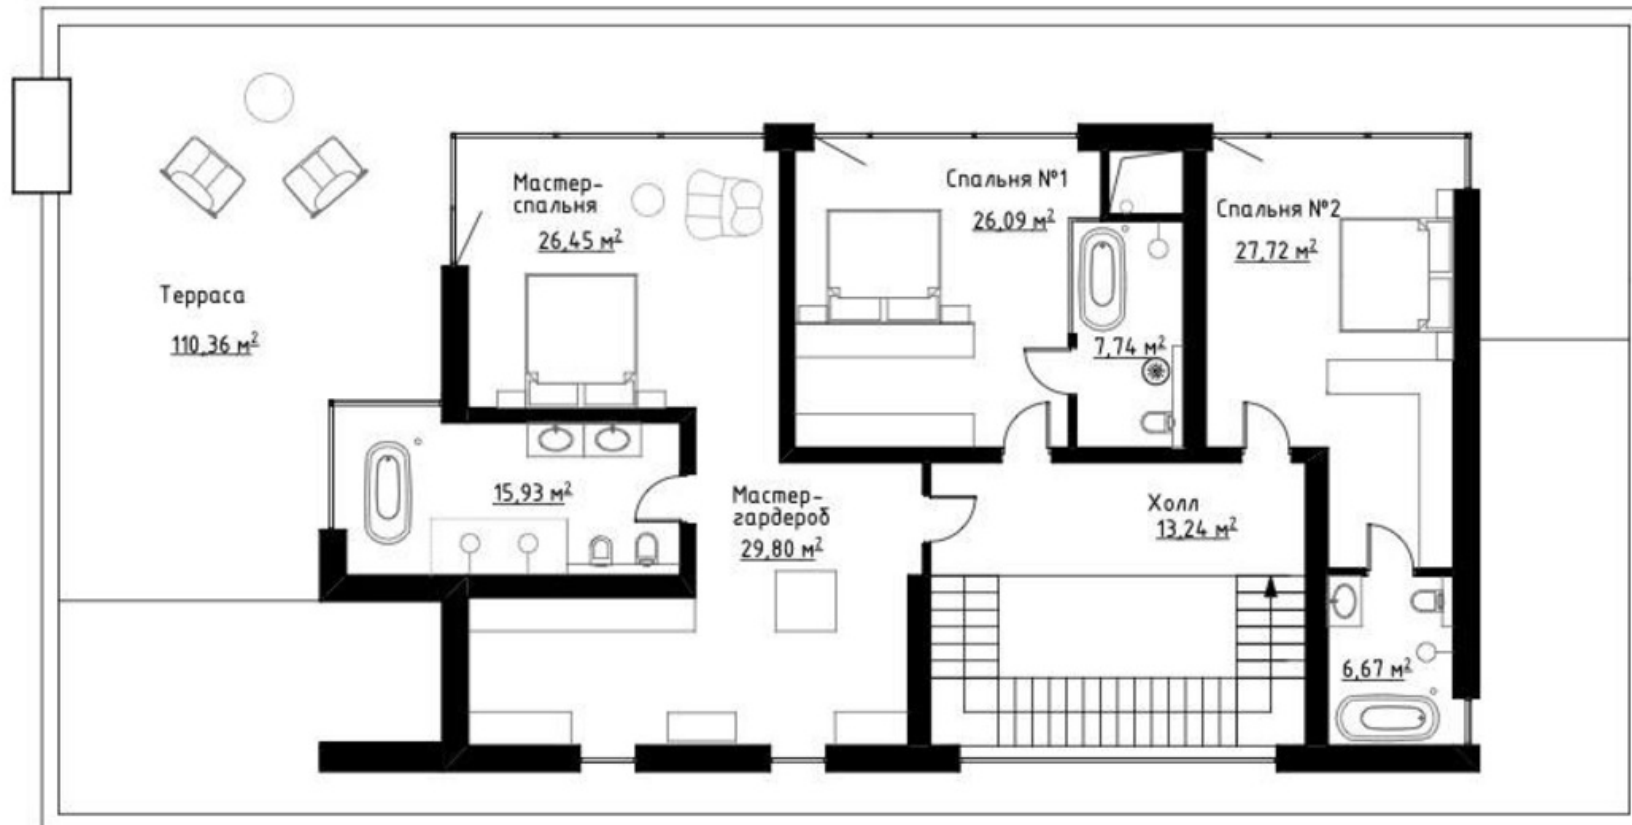 Мастер-
спальня
26,45 м²
Спальня №1
26,09 м²
Спальня №2
27,72 м²
Терраса
110,36 м²
7,74 м²
15,93 м²
Мастер-
гардероб
29,80 м²
Холл
13,24 м²
6,67 м²